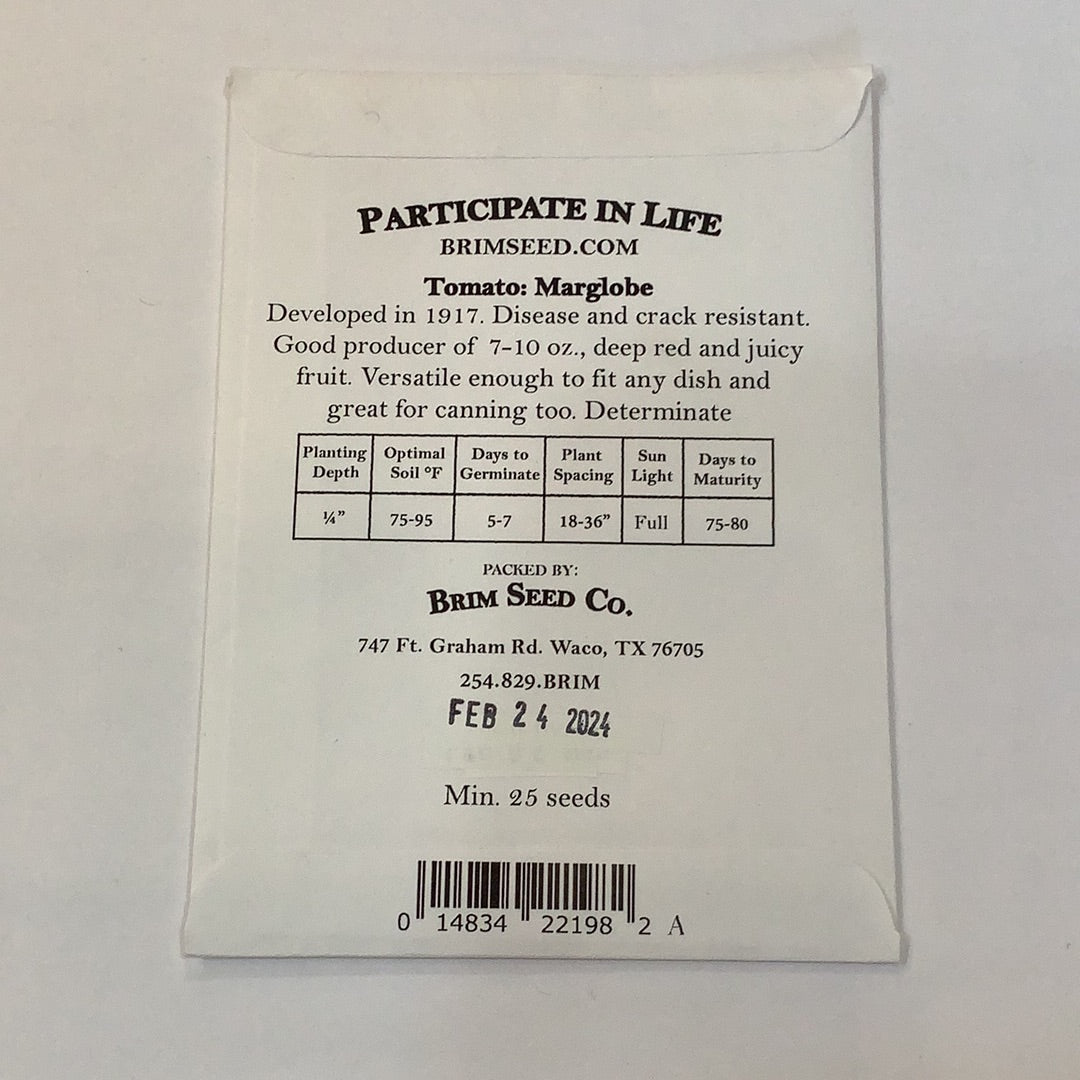 PARTICIPATE IN LIFE
BRIMSEED.COM
Tomato: Marglobe
Developed in 1917. Disease and crack resistant.
Good producer of 7-10 oz., deep red and juicy
fruit. Versatile enough to fit any dish and
great for canning too. Determinate
Planting Depth | Optimal Soil °F | Days to Germinate | Plant Spacing | Sun Light | Days to Maturity
¼” | 75-95 | 5-7 | 18-36” | Full | 75-80
PACKED BY:
BRIM SEED CO.
747 Ft. Graham Rd. Waco, TX 76705
254.829.BRIM
FEB 24 2024
Min. 25 seeds
0 14834 22198 2 A